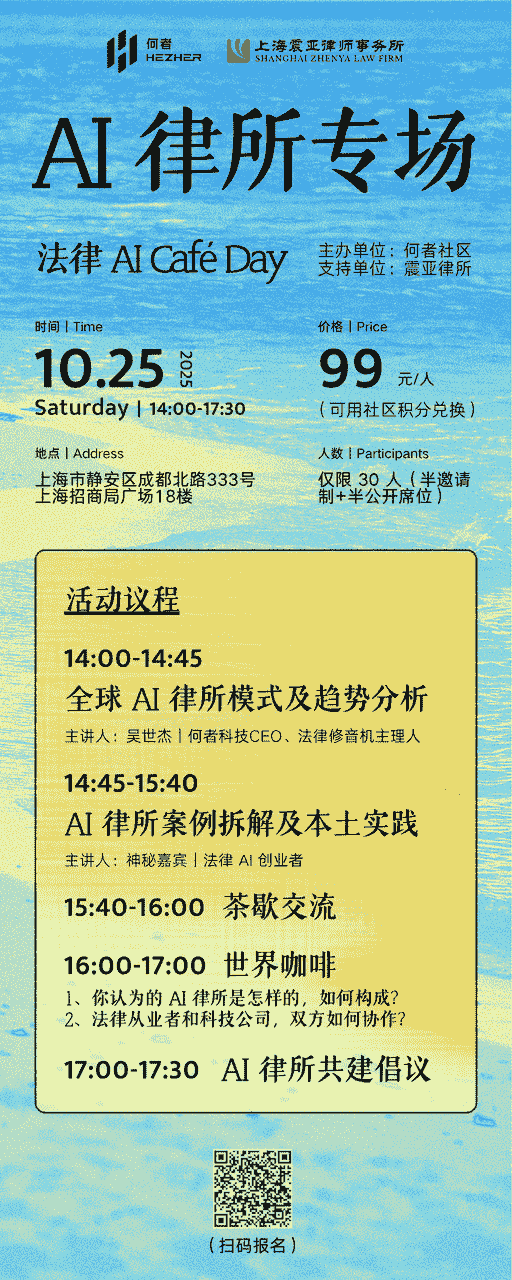 何者
HEZHER
上海震亚律师事务所
SHANGHAI ZHENYA LAW FIRM
AI 律所专场
法律 AI Café Day
主办单位：何者社区
支持单位：震亚律所
时间 | Time
10.25 2025
Saturday | 14:00-17:30
价格 | Price
99 元/人
（可用社区积分兑换）
地点 | Address
上海市静安区成都北路333号
上海招商局广场18楼
人数 | Participants
仅限 30 人（半邀请
制+半公开席位）
活动议程
14:00-14:45
全球 AI 律所模式及趋势分析
主讲人：吴世杰 | 何者科技CEO、法律修音机主理人
14:45-15:40
AI 律所案例拆解及本土实践
主讲人：神秘嘉宾 | 法律 AI 创业者
15:40-16:00 茶歇交流
16:00-17:00 世界咖啡
1、你认为的 AI 律所是怎样的，如何构成？
2、法律从业者和科技公司，双方如何协作？
17:00-17:30 AI 律所共建倡议
（扫码报名）